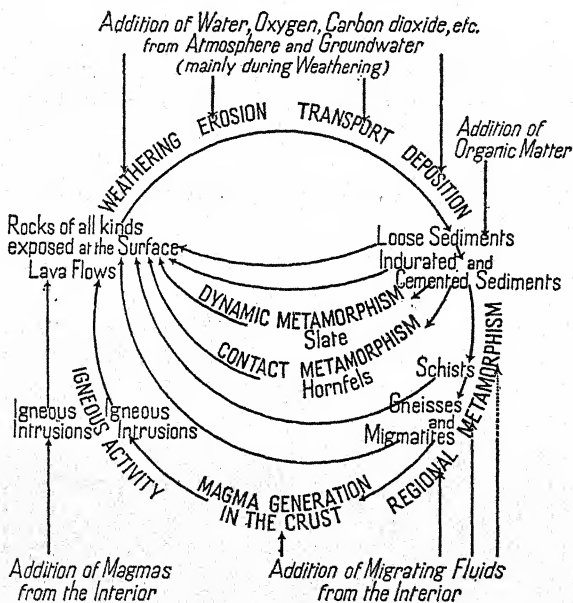 Addition of Water, Oxygen, Carbon dioxide, etc.
from Atmosphere and Groundwater
(mainly during Weathering)
WEATHERING EROSION TRANSPORT DEPOSITION
Addition of
Organic Matter
Rocks of all kinds
exposed at the Surface
Lava Flows
Loose Sediments
Indurated and
Cemented Sediments
DYNAMIC METAMORPHISM
Slate
CONTACT METAMORPHISM
Hornfels
Schists
Gneisses
and
Migmatites
REGIONAL METAMORPHISM
Igneous
Intrusions
Igneous
Intrusions
IGNEOUS ACTIVITY
MAGMA GENERATION
IN THE CRUST
Addition of Magmas
from the Interior
Addition of Migrating Fluids
from the Interior